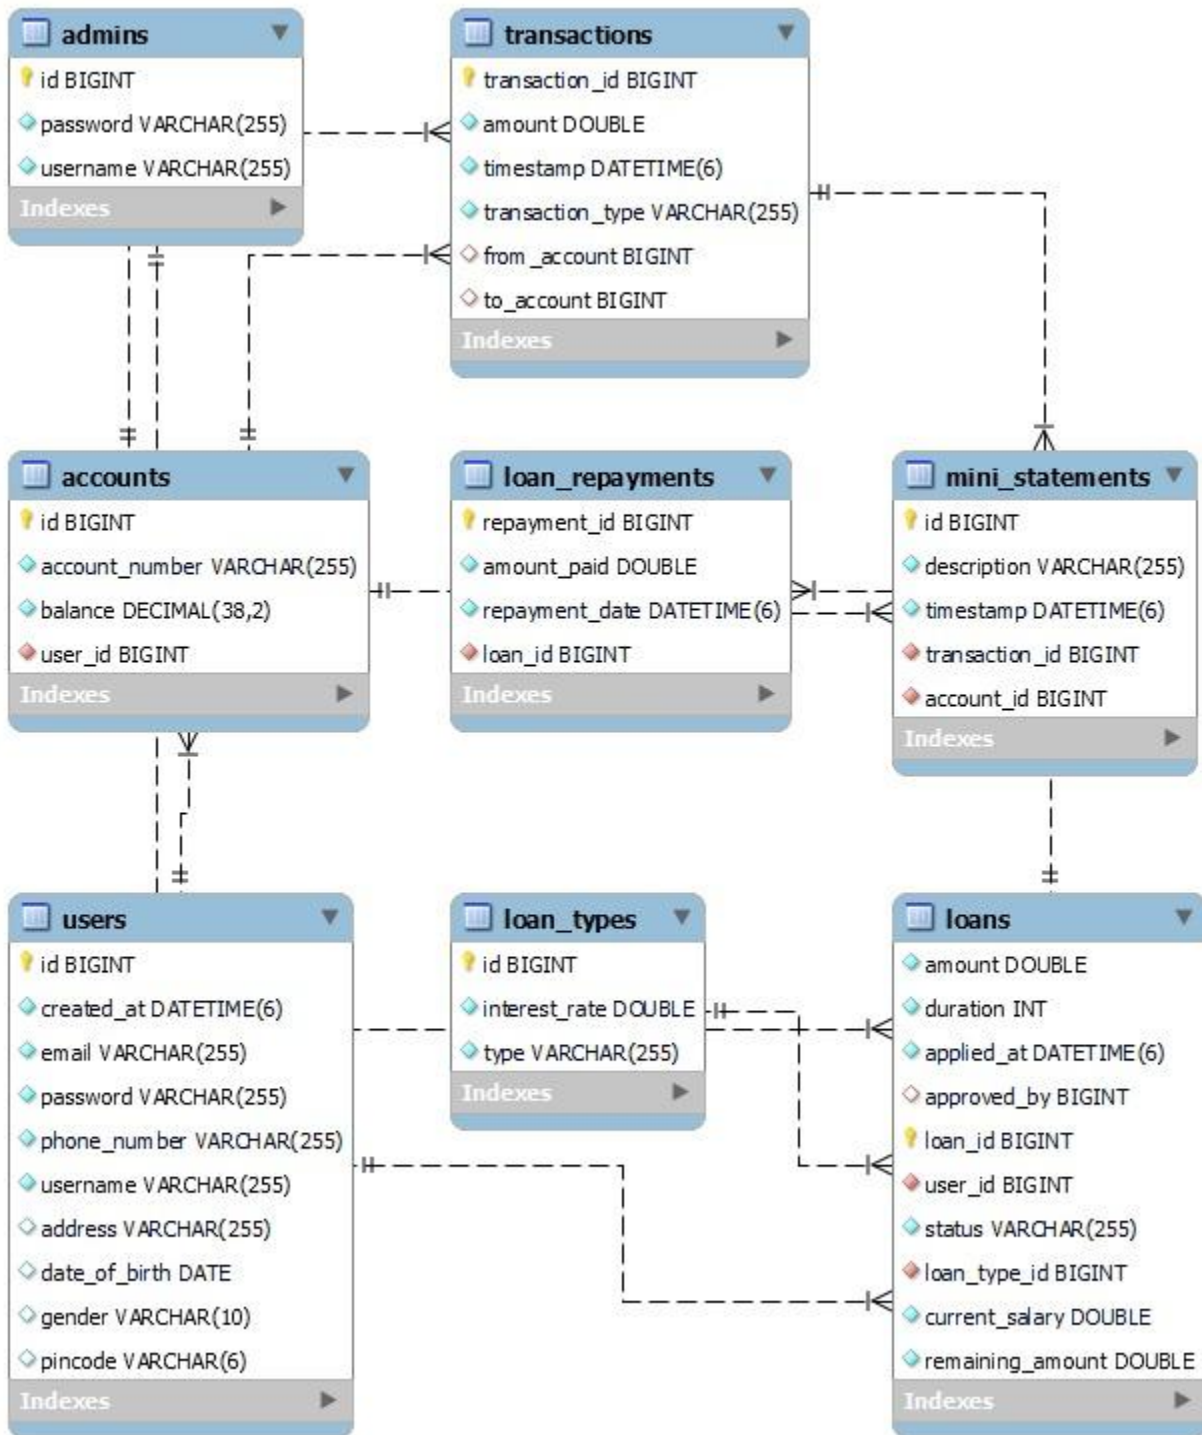 admins
id BIGINT
password VARCHAR(255)
username VARCHAR(255)
Indexes
transactions
transaction_id BIGINT
amount DOUBLE
timestamp DATETIME(6)
transaction_type VARCHAR(255)
from_account BIGINT
to_account BIGINT
Indexes
accounts
id BIGINT
account_number VARCHAR(255)
balance DECIMAL(38,2)
user_id BIGINT
Indexes
loan_repayments
repayment_id BIGINT
amount_paid DOUBLE
repayment_date DATETIME(6)
loan_id BIGINT
Indexes
mini_statements
id BIGINT
description VARCHAR(255)
timestamp DATETIME(6)
transaction_id BIGINT
account_id BIGINT
Indexes
users
id BIGINT
created_at DATETIME(6)
email VARCHAR(255)
password VARCHAR(255)
phone_number VARCHAR(255)
username VARCHAR(255)
address VARCHAR(255)
date_of_birth DATE
gender VARCHAR(10)
pincode VARCHAR(6)
Indexes
loan_types
id BIGINT
interest_rate DOUBLE
type VARCHAR(255)
Indexes
loans
amount DOUBLE
duration INT
applied_at DATETIME(6)
approved_by BIGINT
loan_id BIGINT
user_id BIGINT
status VARCHAR(255)
loan_type_id BIGINT
current_salary DOUBLE
remaining_amount DOUBLE
Indexes